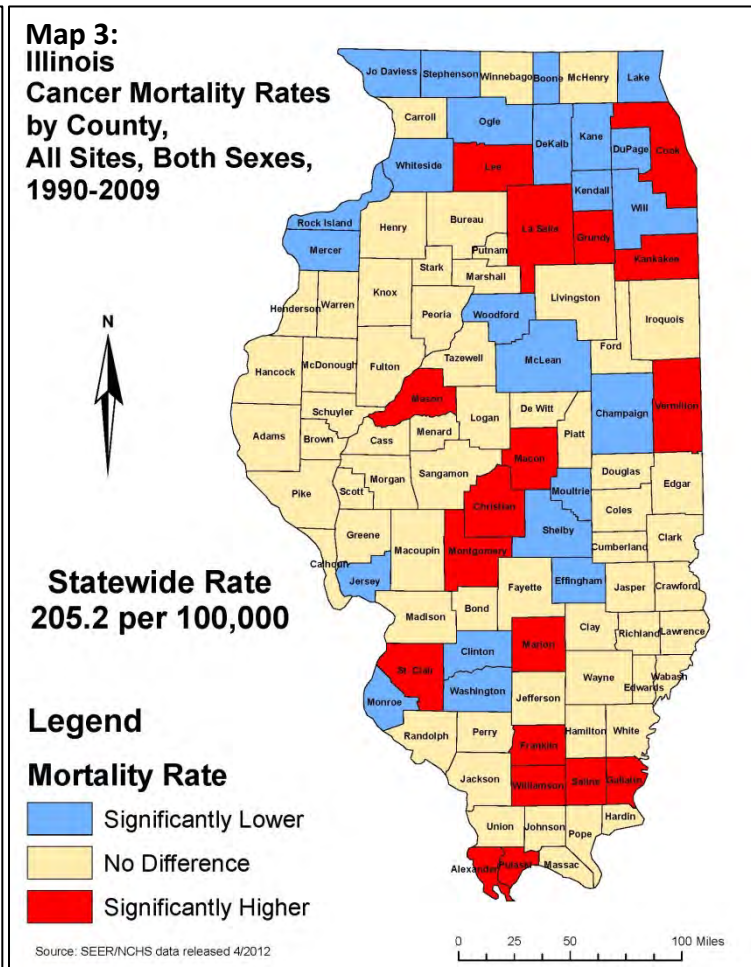 Map 3:
Illinois
Cancer Mortality Rates
by County,
All Sites, Both Sexes,
1990-2009
Jo Daviess
Stephenson
Winnebago
Boone
McHenry
Lake
Carroll
Ogle
DeKalb
Kane
DuPage
Cook
Whiteside
Lee
Kendall
Will
Rock Island
Henry
Bureau
La Salle
Grundy
Mercer
Putnam
Kankakee
Stark
Marshall
Henderson
Warren
Knox
Peoria
Woodford
Livingston
Iroquois
Ford
N
Hancock
McDonough
Fulton
Tazewell
McLean
Schuyler
Mason
Logan
De Witt
Champaign
Vermilion
Adams
Brown
Cass
Menard
Piatt
Macon
Pike
Scott
Morgan
Sangamon
Douglas
Edgar
Christian
Moultrie
Coles
Greene
Macoupin
Montgomery
Shelby
Cumberland
Clark
Calhoun
Jersey
Fayette
Effingham
Jasper
Crawford
Statewide Rate
205.2 per 100,000
Madison
Bond
Clay
Richland
Lawrence
Clinton
Marion
St. Clair
Wayne
Edwards
Wabash
Monroe
Washington
Jefferson
Randolph
Perry
Hamilton
White
Franklin
Jackson
Williamson
Saline
Gallatin
Union
Johnson
Pope
Hardin
Alexander
Pulaski
Massac
Legend
Mortality Rate
Significantly Lower
No Difference
Significantly Higher
Source: SEER/NCHS data released 4/2012
0 25 50 100 Miles